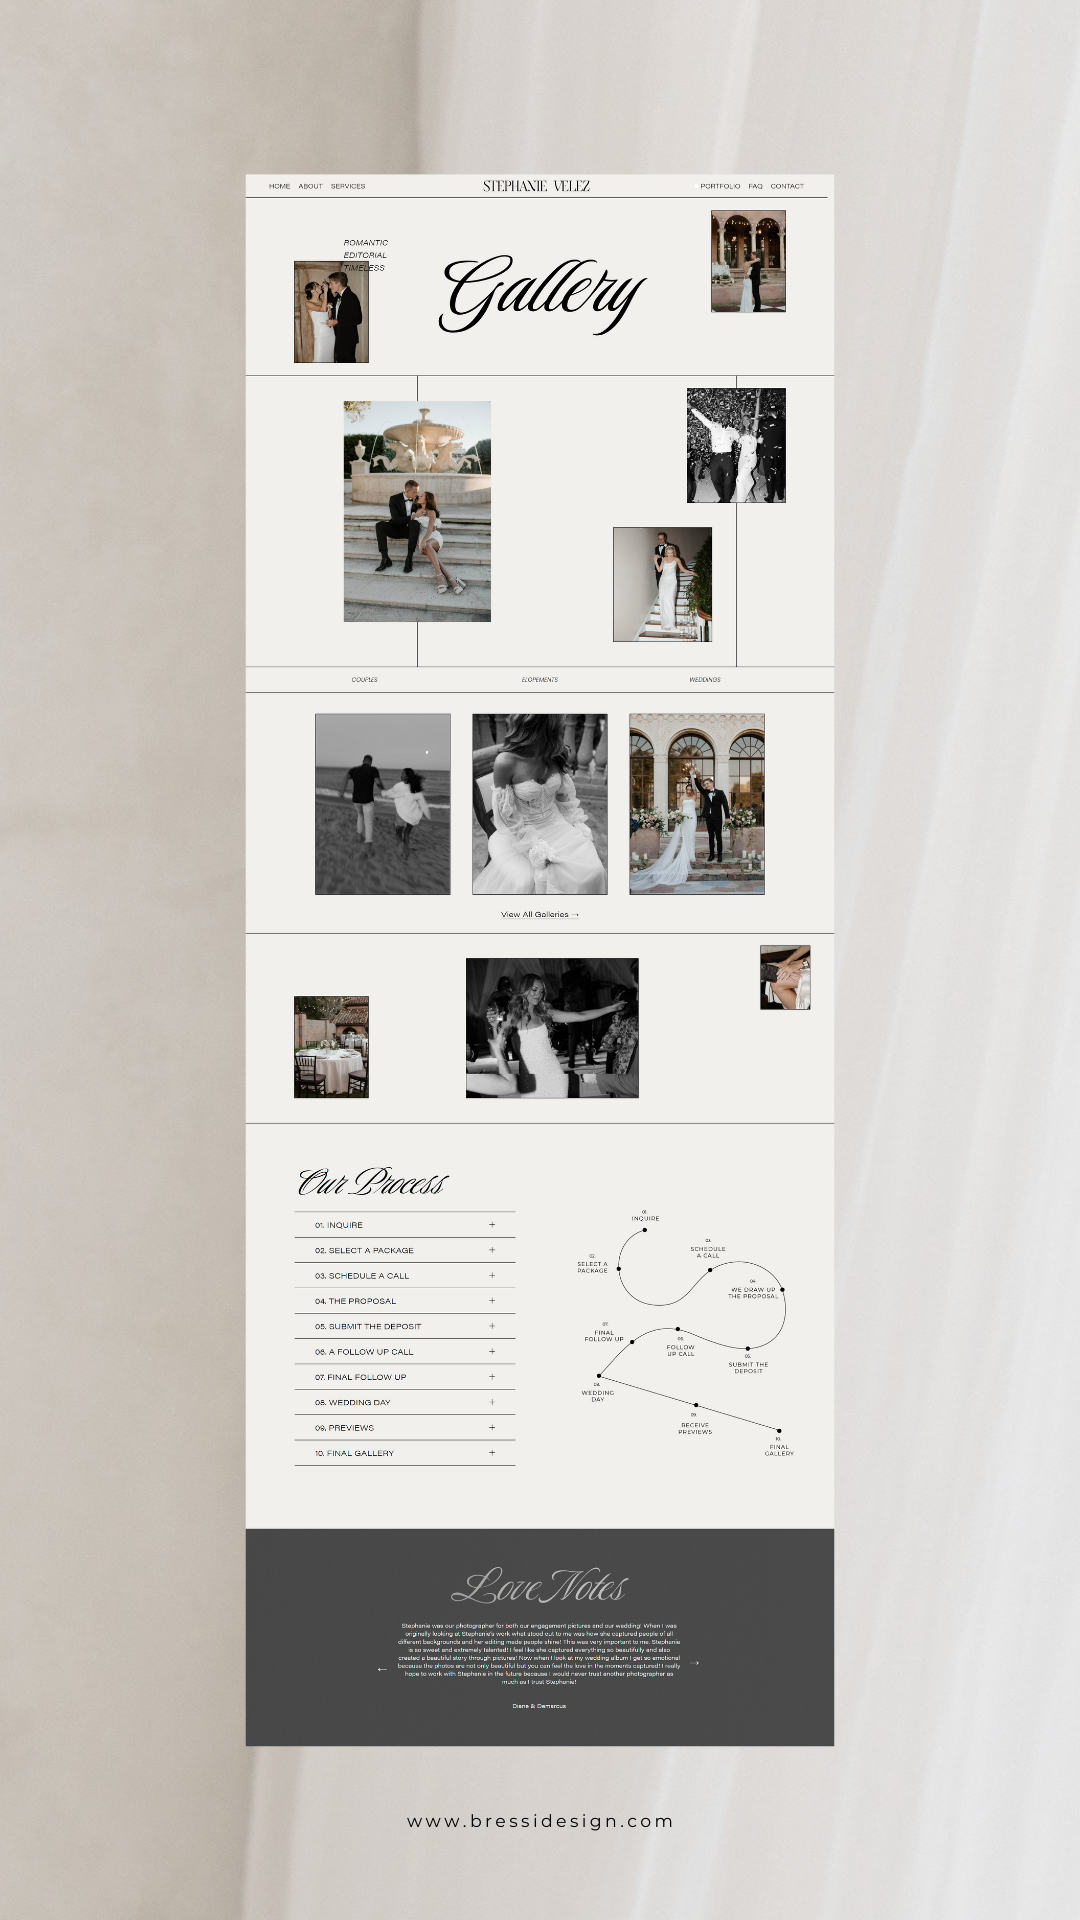 HOME ABOUT SERVICES
STEPHANIE VELEZ
PORTFOLIO FAQ CONTACT
ROMANTIC
EDITORIAL
TIMELESS
Gallery
COUPLES
ELOPEMENTS
WEDDINGS
View All Galleries →
Our Process
01. INQUIRE +
02. SELECT A PACKAGE +
03. SCHEDULE A CALL +
04. THE PROPOSAL +
05. SUBMIT THE DEPOSIT +
06. A FOLLOW UP CALL +
07. FINAL FOLLOW UP +
08. WEDDING DAY +
09. PREVIEWS +
10. FINAL GALLERY +
01.
INQUIRE
02.
SELECT A
PACKAGE
03.
SCHEDULE
A CALL
04.
WE DRAW UP
THE PROPOSAL
05.
SUBMIT THE
DEPOSIT
06.
FOLLOW
UP CALL
07.
FINAL
FOLLOW UP
08.
WEDDING
DAY
09.
RECEIVE
PREVIEWS
10.
FINAL
GALLERY
Love Notes
Stephanie was our photographer for both our engagement pictures and our wedding! When I was
originally looking at Stephanie's work what stood out to me was how she captured people of all
different backgrounds and her editing made people shine! This was very important to me. Stephanie
is so sweet and extremely talented! I feel like she captured everything so beautifully and also
created a beautiful story through pictures! Now when I look at my wedding album I get so emotional
because the photos are not only beautiful but you can feel the love in the moments captured! I really
hope to work with Stephanie in the future because I would never trust another photographer as
much as I trust Stephanie!
← →
Diane & Demarcus
www.bressidesign.com